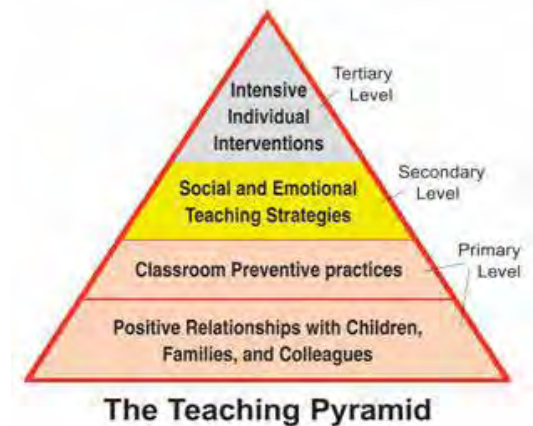 Intensive
Individual
Interventions
Tertiary
Level
Social and Emotional
Teaching Strategies
Secondary
Level
Classroom Preventive practices
Primary
Level
Positive Relationships with Children,
Families, and Colleagues
The Teaching Pyramid